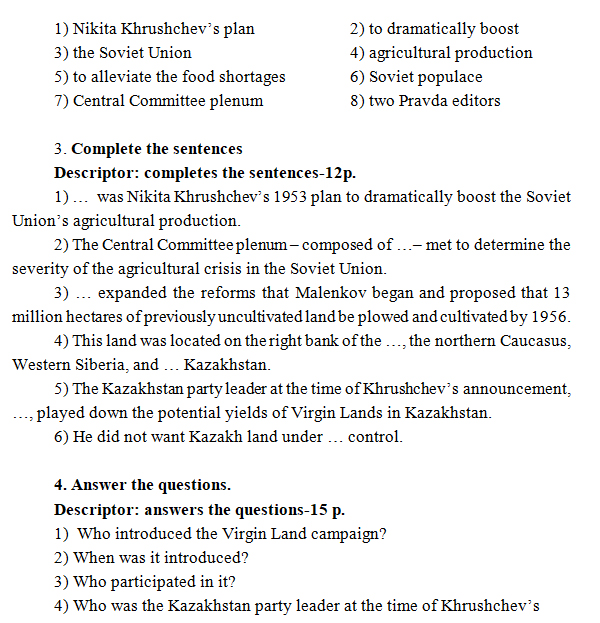 1) Nikita Khrushchev's plan 2) to dramatically boost
3) the Soviet Union 4) agricultural production
5) to alleviate the food shortages 6) Soviet populace
7) Central Committee plenum 8) two Pravda editors
3. Complete the sentences
Descriptor: completes the sentences-12p.
1) … was Nikita Khrushchev's 1953 plan to dramatically boost the Soviet
Union's agricultural production.
2) The Central Committee plenum – composed of …– met to determine the
severity of the agricultural crisis in the Soviet Union.
3) … expanded the reforms that Malenkov began and proposed that 13
million hectares of previously uncultivated land be plowed and cultivated by 1956.
4) This land was located on the right bank of the …, the northern Caucasus,
Western Siberia, and … Kazakhstan.
5) The Kazakhstan party leader at the time of Khrushchev's announcement,
…, played down the potential yields of Virgin Lands in Kazakhstan.
6) He did not want Kazakh land under … control.
4. Answer the questions.
Descriptor: answers the questions-15 p.
1) Who introduced the Virgin Land campaign?
2) When was it introduced?
3) Who participated in it?
4) Who was the Kazakhstan party leader at the time of Khrushchev's